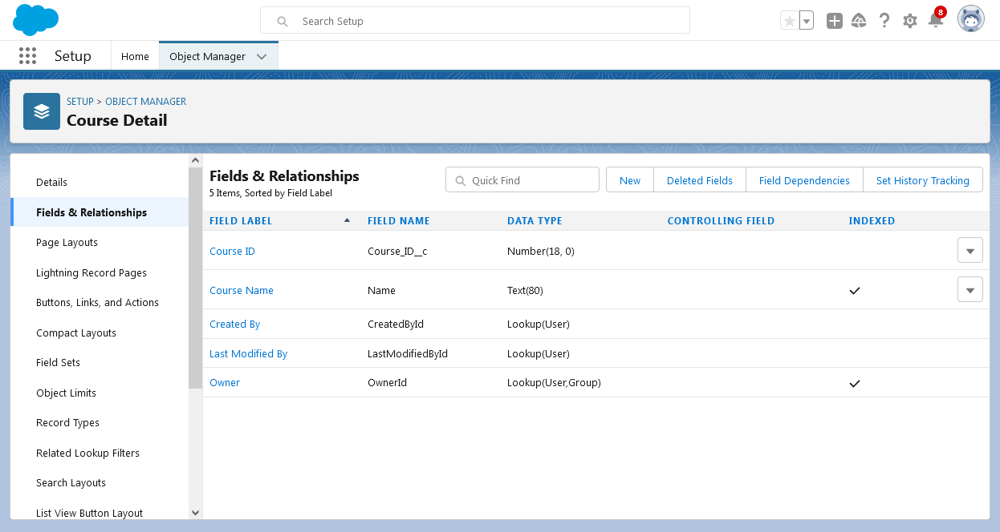 Search Setup
8
Setup
Home
Object Manager
SETUP > OBJECT MANAGER
Course Detail
Details
Fields & Relationships
Page Layouts
Lightning Record Pages
Buttons, Links, and Actions
Compact Layouts
Field Sets
Object Limits
Record Types
Related Lookup Filters
Search Layouts
List View Button Layout
Fields & Relationships
5 Items, Sorted by Field Label
Quick Find
New
Deleted Fields
Field Dependencies
Set History Tracking
FIELD LABEL FIELD NAME DATA TYPE CONTROLLING FIELD INDEXED
Course ID Course_ID__c Number(18, 0)
Course Name Name Text(80)
Created By CreatedById Lookup(User)
Last Modified By LastModifiedById Lookup(User)
Owner OwnerId Lookup(User,Group)